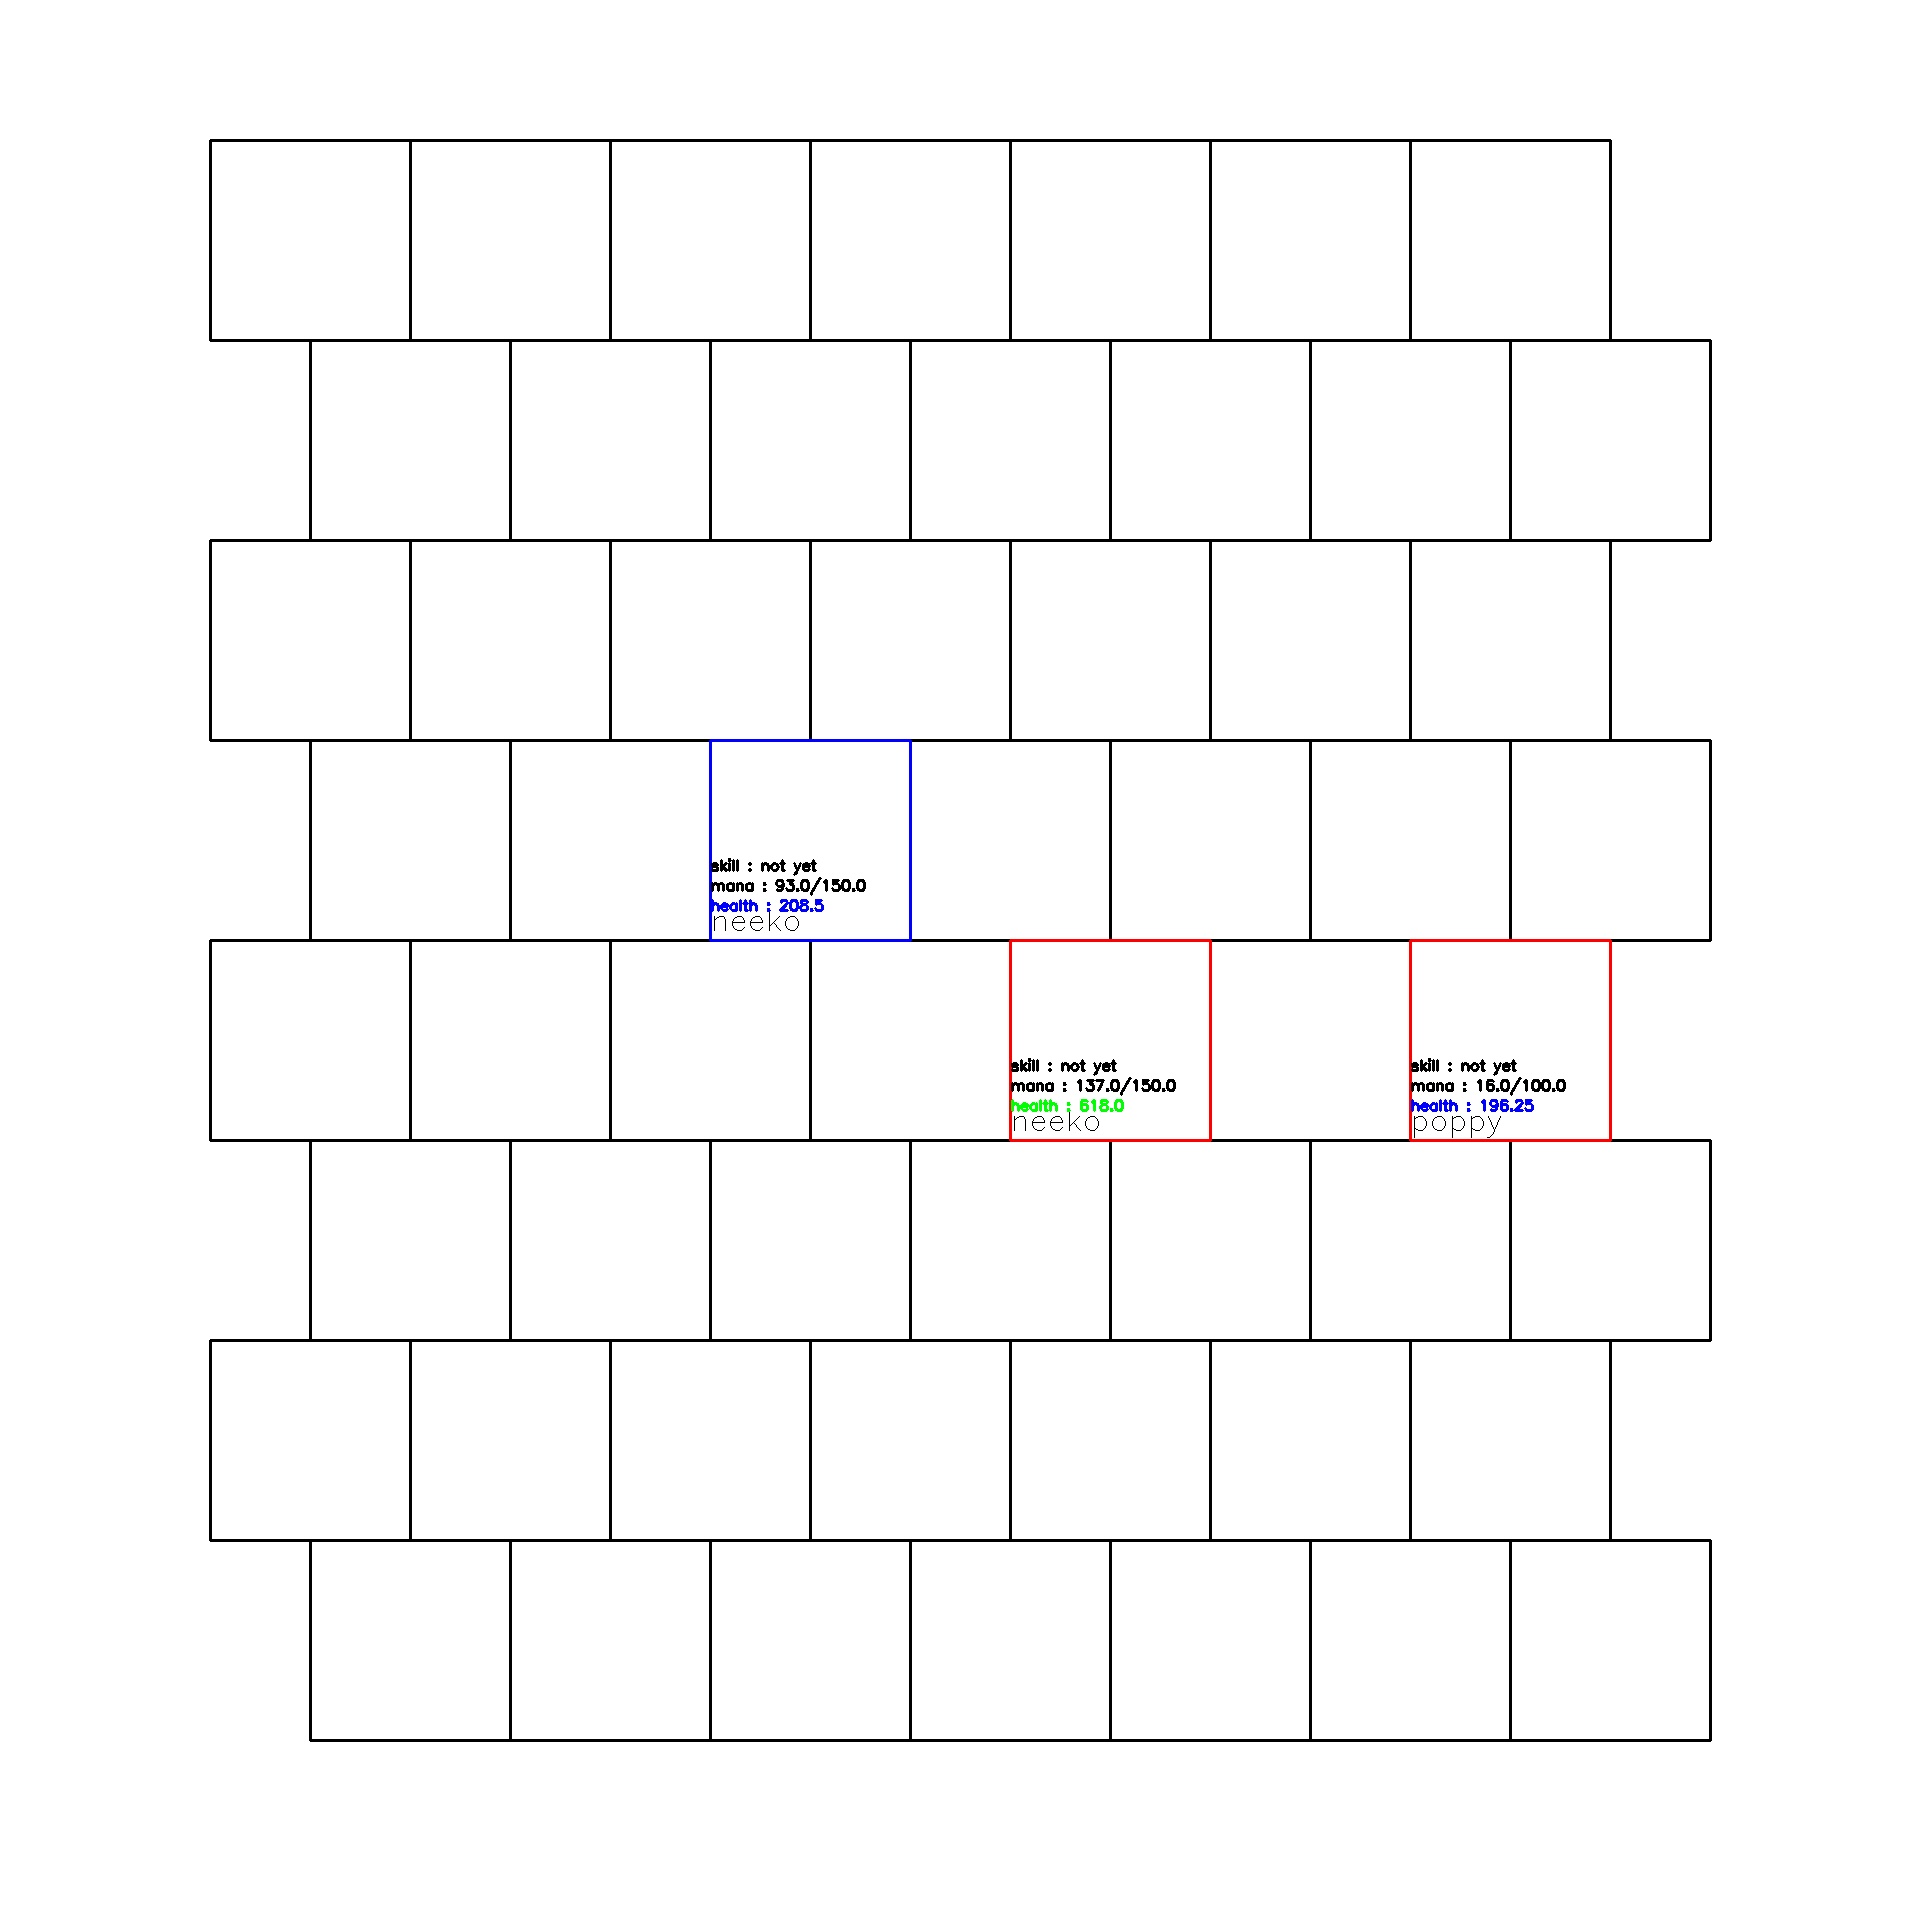 skill : not yet
mana : 93.0/150.0
health : 208.5
neeko
skill : not yet
mana : 137.0/150.0
health : 618.0
neeko
skill : not yet
mana : 16.0/100.0
health : 196.25
poppy